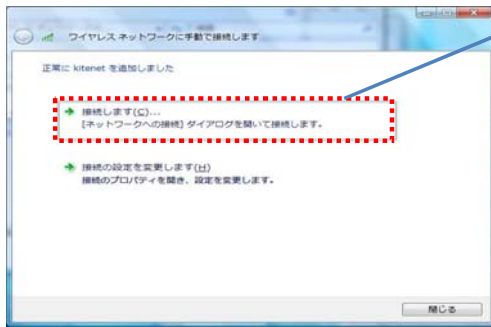 ワイヤレス ネットワークに手動で接続します
正常に kitenet を追加しました
接続します(C)...
[ネットワークへの接続] ダイアログを開いて接続します。
接続の設定を変更します(H)
接続のプロパティを開き、設定を変更します。
閉じる